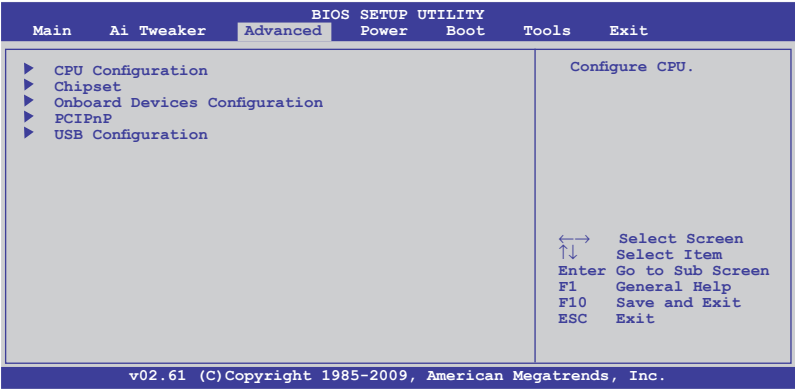 BIOS SETUP UTILITY
Main Ai Tweaker Advanced Power Boot Tools Exit
CPU Configuration
Chipset
Onboard Devices Configuration
PCIPnP
USB Configuration
Configure CPU.
←→ Select Screen
↑↓ Select Item
Enter Go to Sub Screen
F1 General Help
F10 Save and Exit
ESC Exit
v02.61 (C)Copyright 1985-2009, American Megatrends, Inc.